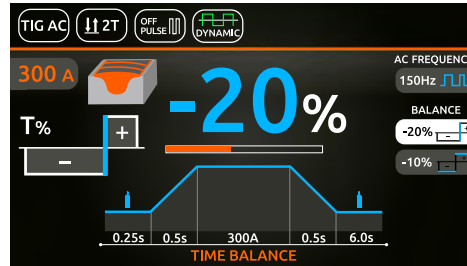 TIG AC
2T
OFF
PULSE
DYNAMIC
300 A
-20%
AC FREQUENC
150Hz
T%
+
-
BALANCE
-20%
-10%
0.25s 0.5s 300A 0.5s 6.0s
TIME BALANCE